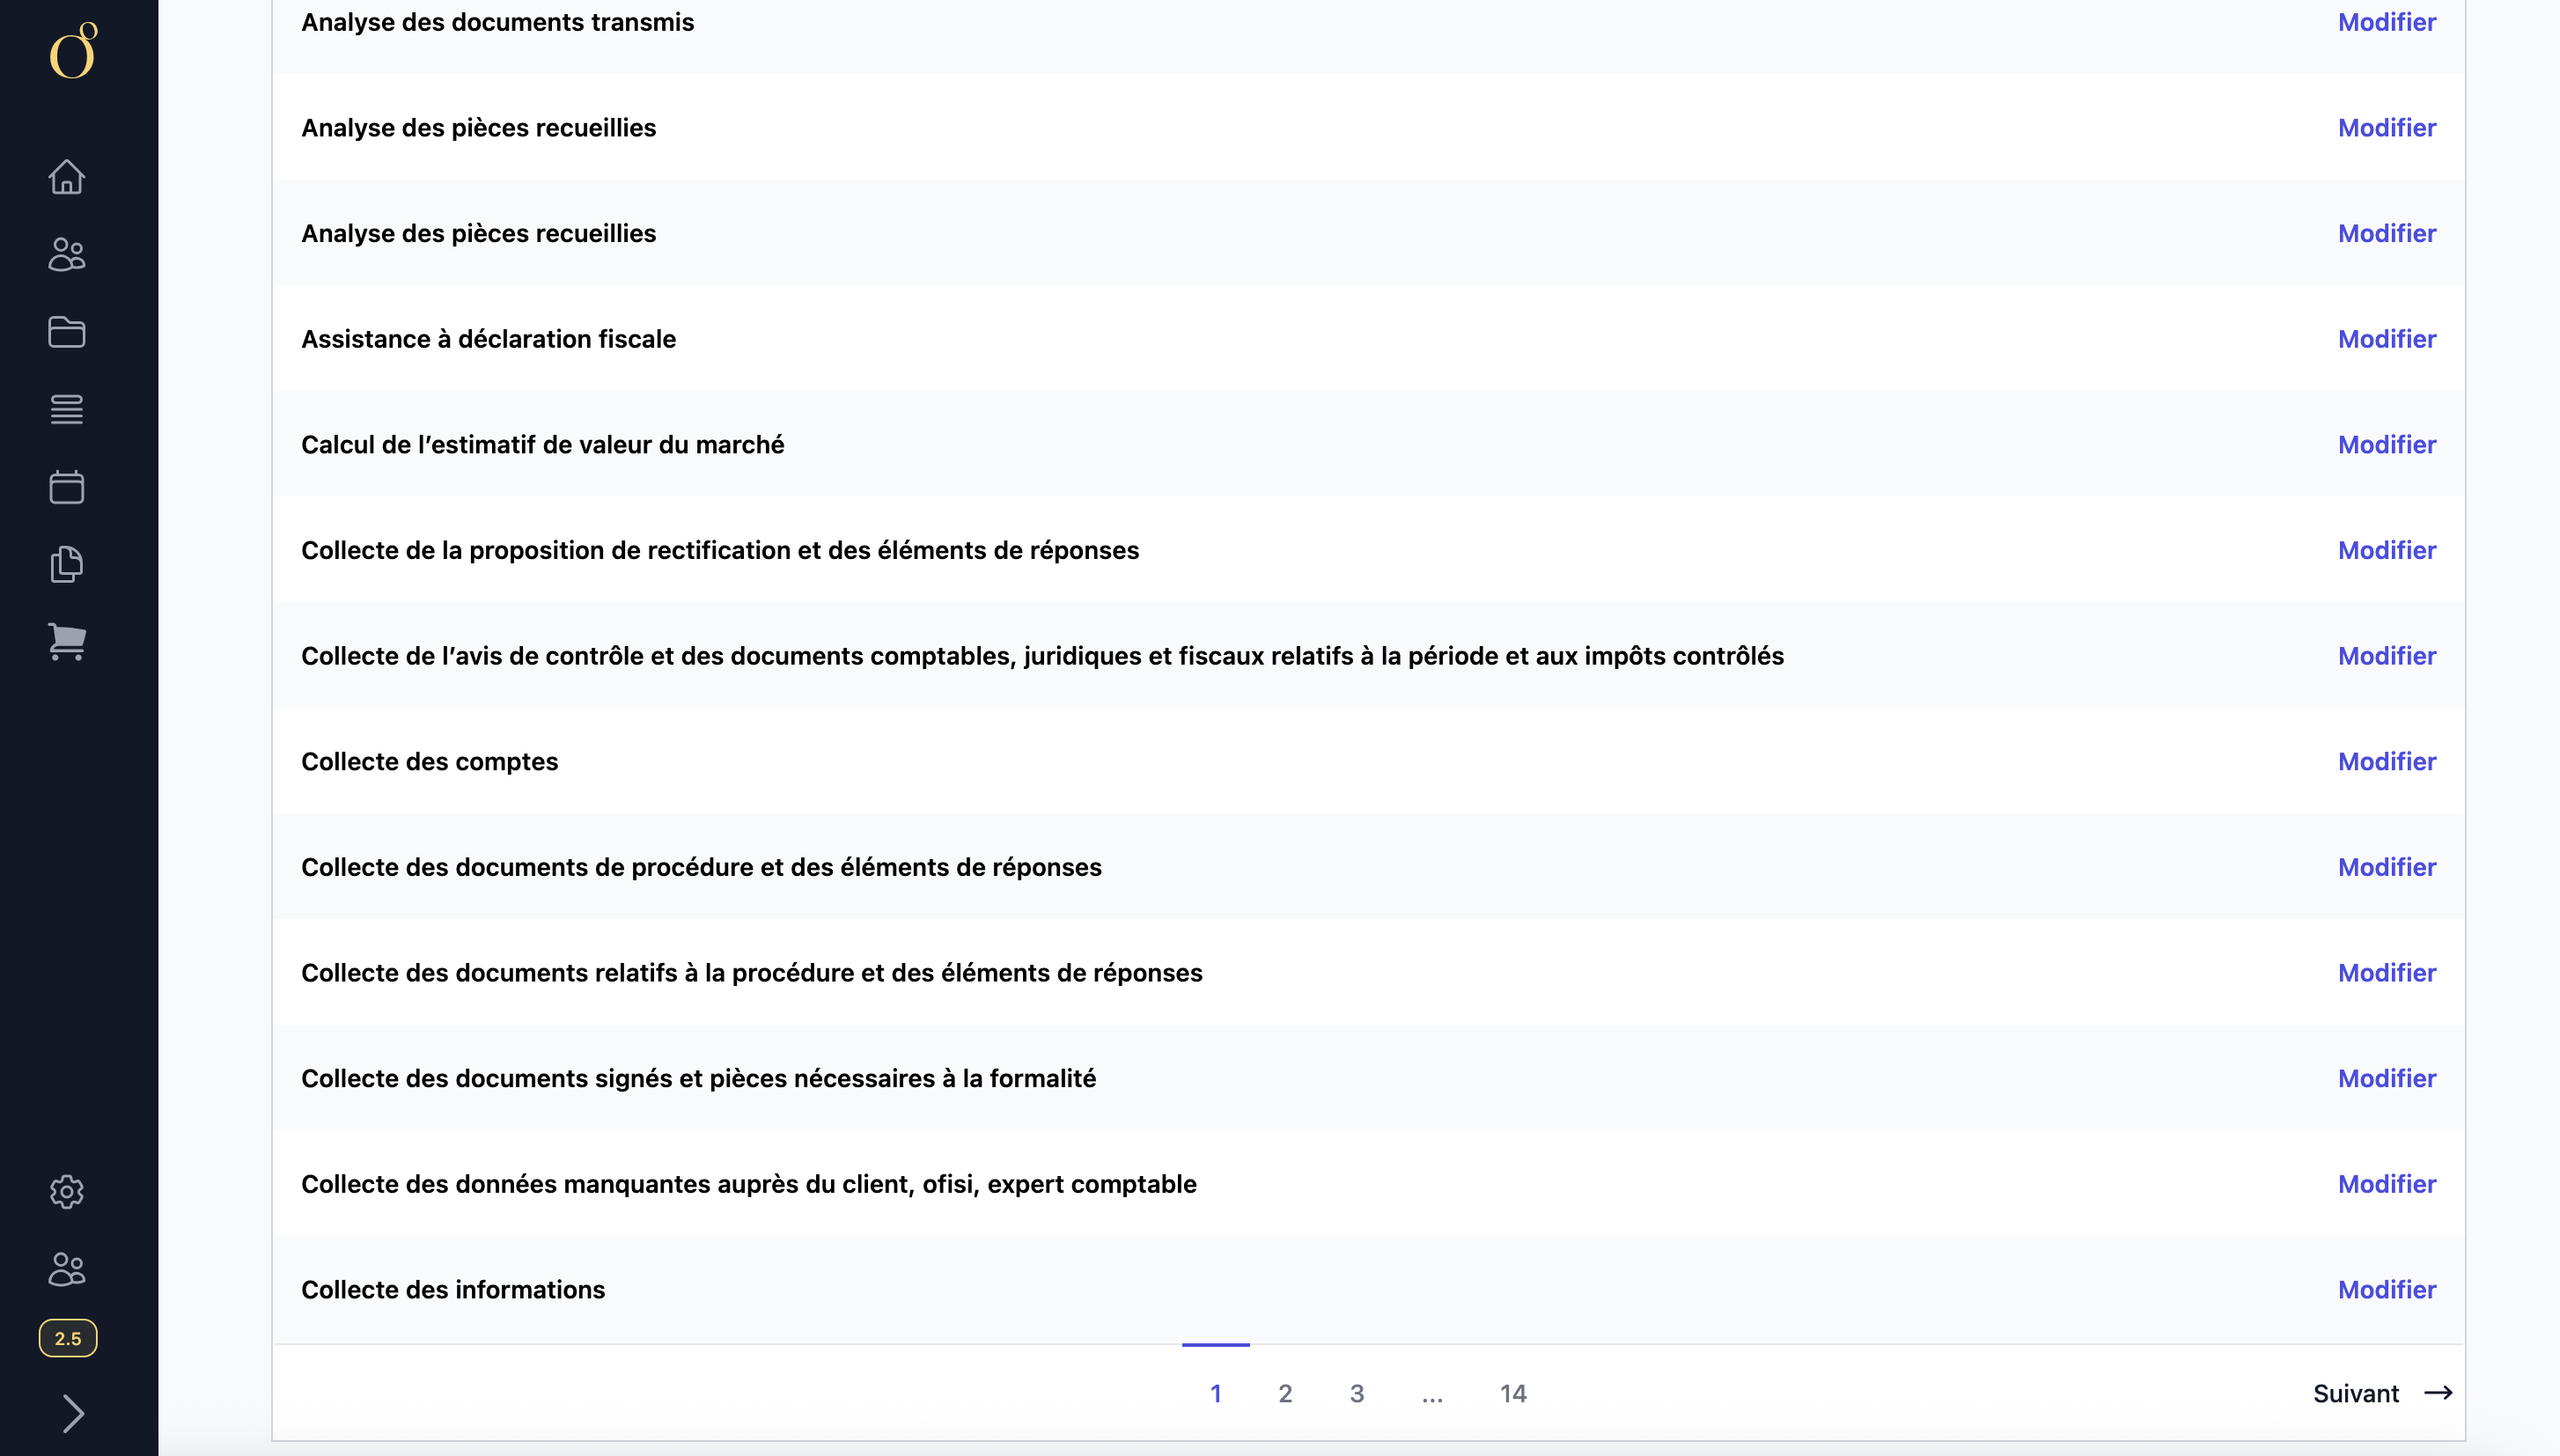 Analyse des documents transmis Modifier
Analyse des pièces recueillies Modifier
Analyse des pièces recueillies Modifier
Assistance à déclaration fiscale Modifier
Calcul de l’estimatif de valeur du marché Modifier
Collecte de la proposition de rectification et des éléments de réponses Modifier
Collecte de l’avis de contrôle et des documents comptables, juridiques et fiscaux relatifs à la période et aux impôts contrôlés Modifier
Collecte des comptes Modifier
Collecte des documents de procédure et des éléments de réponses Modifier
Collecte des documents relatifs à la procédure et des éléments de réponses Modifier
Collecte des documents signés et pièces nécessaires à la formalité Modifier
Collecte des données manquantes auprès du client, ofisi, expert comptable Modifier
Collecte des informations Modifier
2.5
1 2 3 ... 14 Suivant →